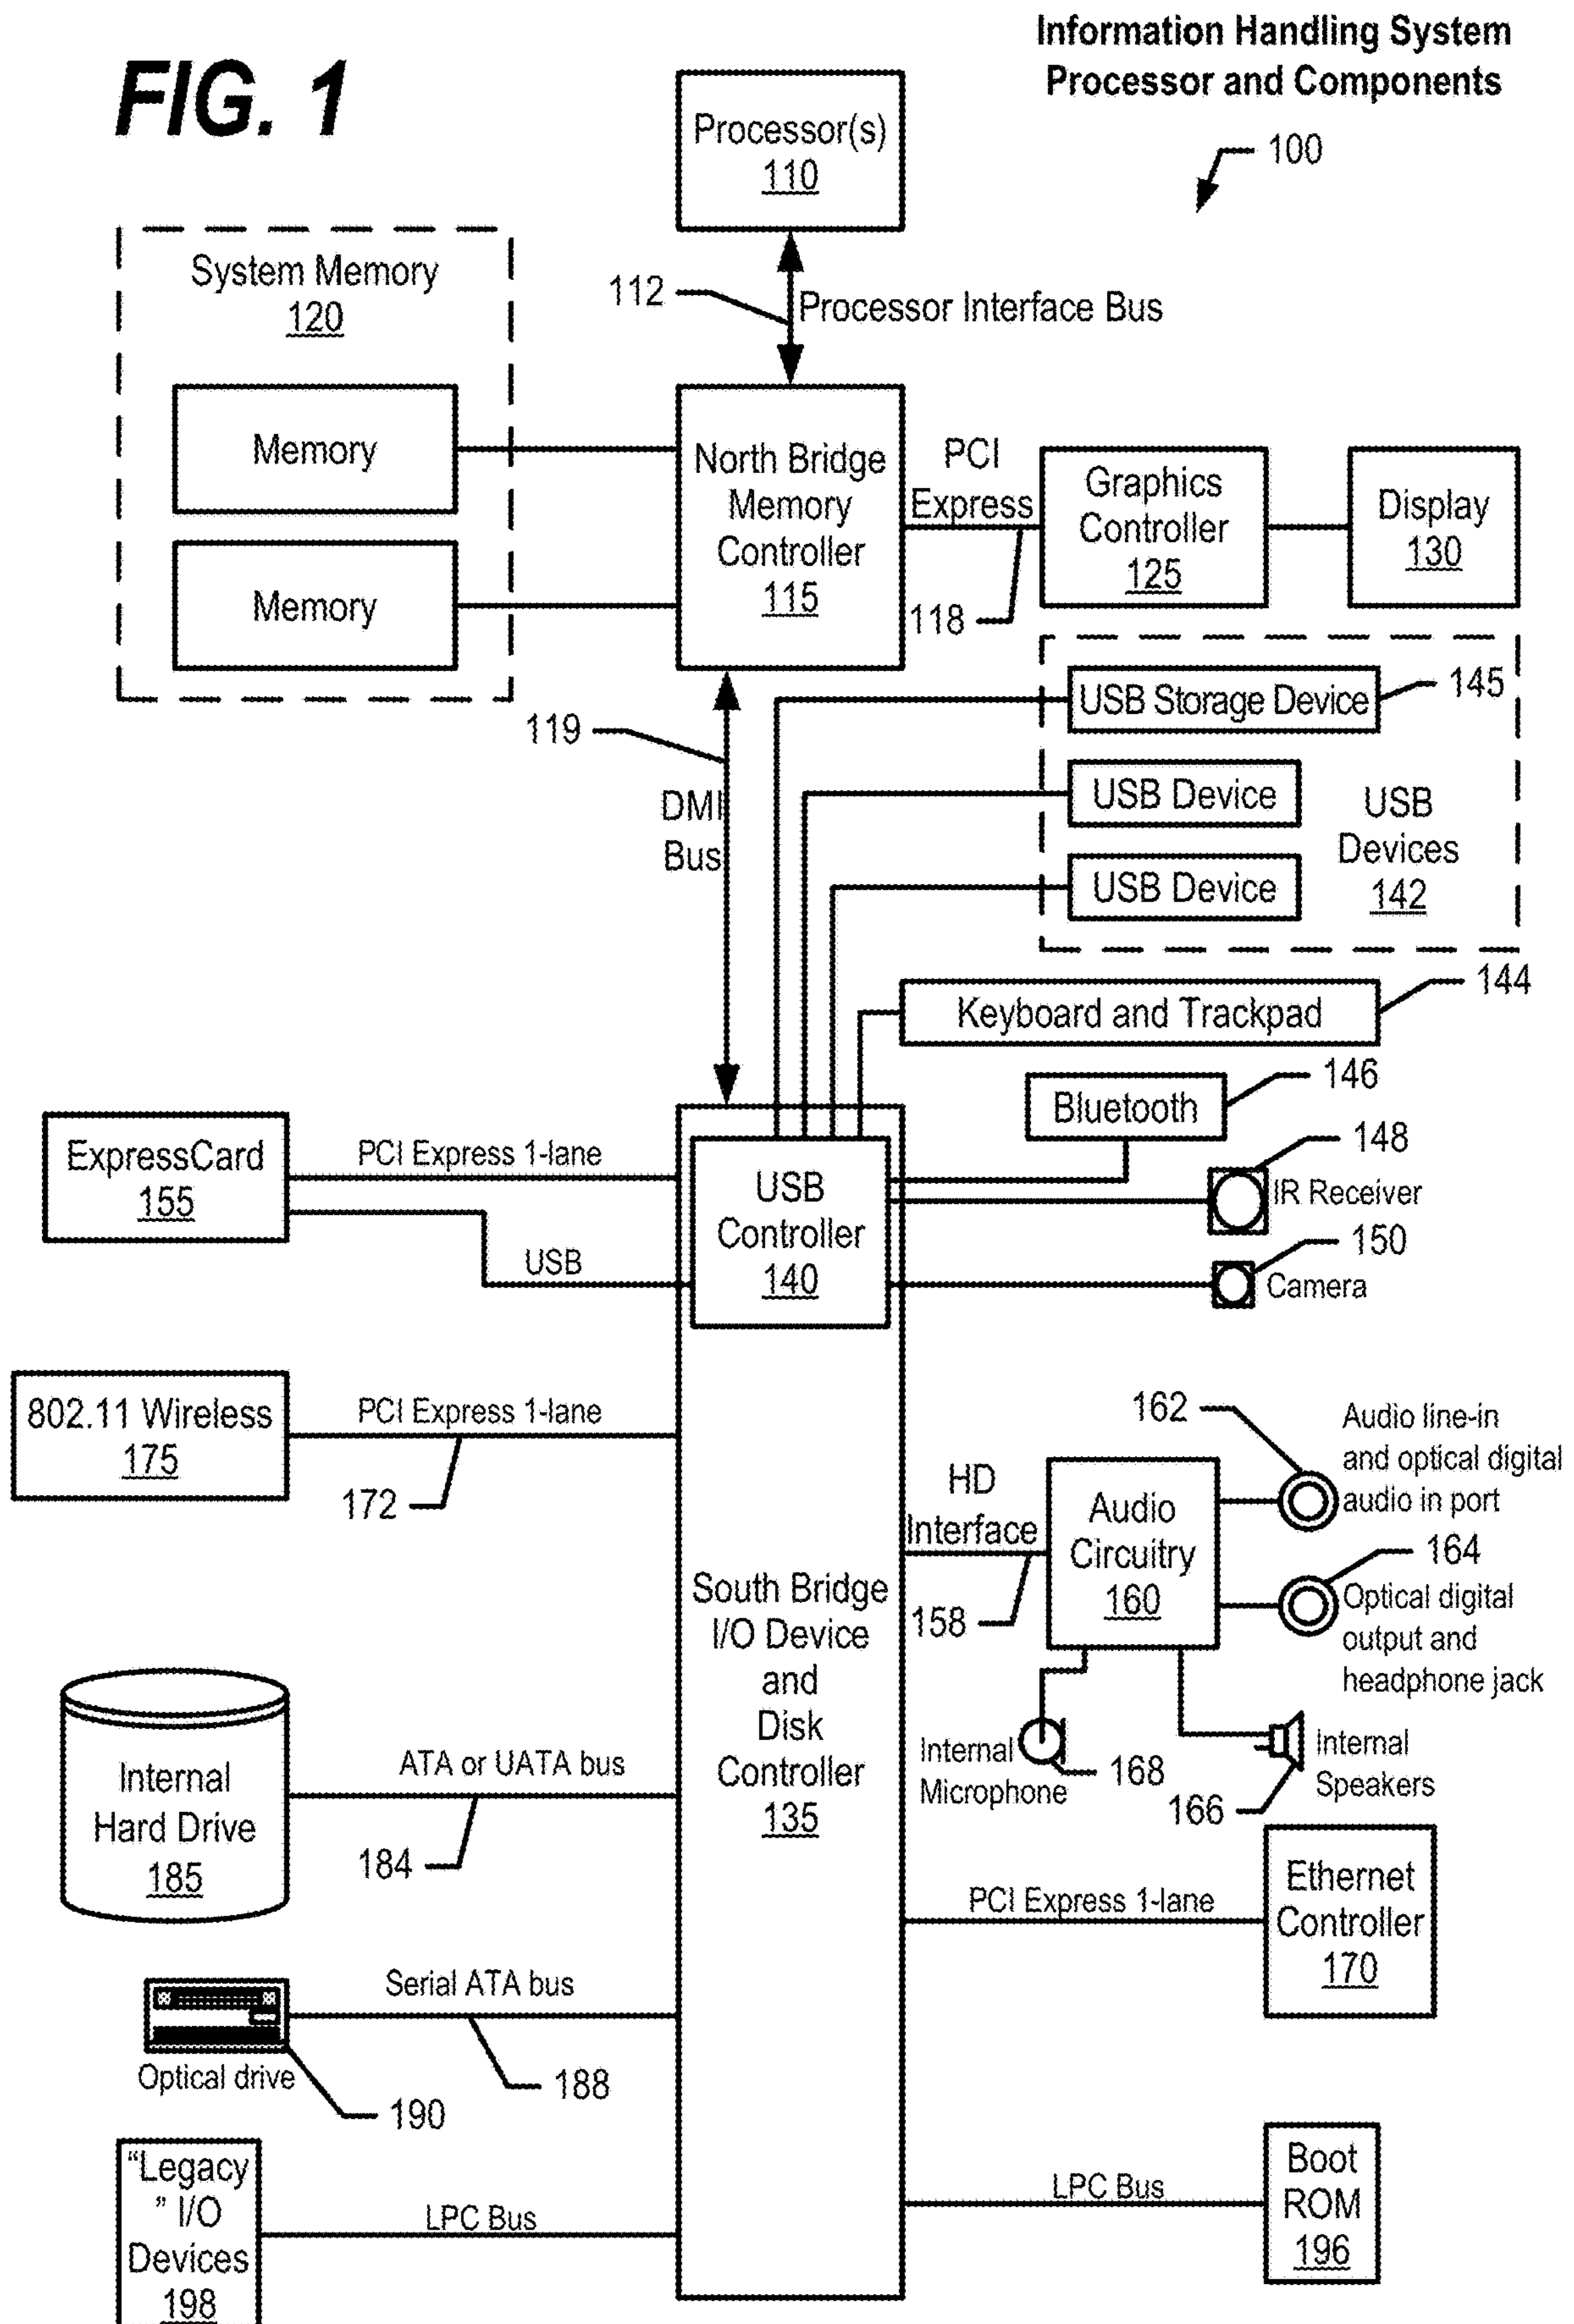 FIG. 1
Information Handling System
Processor and Components
100
Processor(s)
110
112
Processor Interface Bus
System Memory
120
Memory
Memory
North Bridge
Memory
Controller
115
PCI
Express
118
Graphics
Controller
125
Display
130
119
DMI
Bus
USB Storage Device
145
USB Device
USB Device
USB
Devices
142
Keyboard and Trackpad
144
Bluetooth
146
148
IR Receiver
150
Camera
ExpressCard
155
PCI Express 1-lane
USB
USB
Controller
140
802.11 Wireless
175
PCI Express 1-lane
172
HD
Interface
158
Audio
Circuitry
160
162
Audio line-in
and optical digital
audio in port
164
Optical digital
output and
headphone jack
Internal
Microphone
168
Internal
Speakers
166
South Bridge
I/O Device
and
Disk
Controller
135
Internal
Hard Drive
185
ATA or UATA bus
184
PCI Express 1-lane
Ethernet
Controller
170
Serial ATA bus
188
Optical drive
190
“Legacy
” I/O
Devices
198
LPC Bus
LPC Bus
Boot
ROM
196